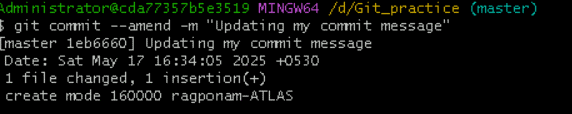 Administrator@cda77357b5e3519 MINGW64 /d/Git_practice (master)
$ git commit --amend -m "Updating my commit message"
[master 1eb6660] Updating my commit message
 Date: Sat May 17 16:34:05 2025 +0530
 1 file changed, 1 insertion(+)
 create mode 160000 ragponam-ATLAS